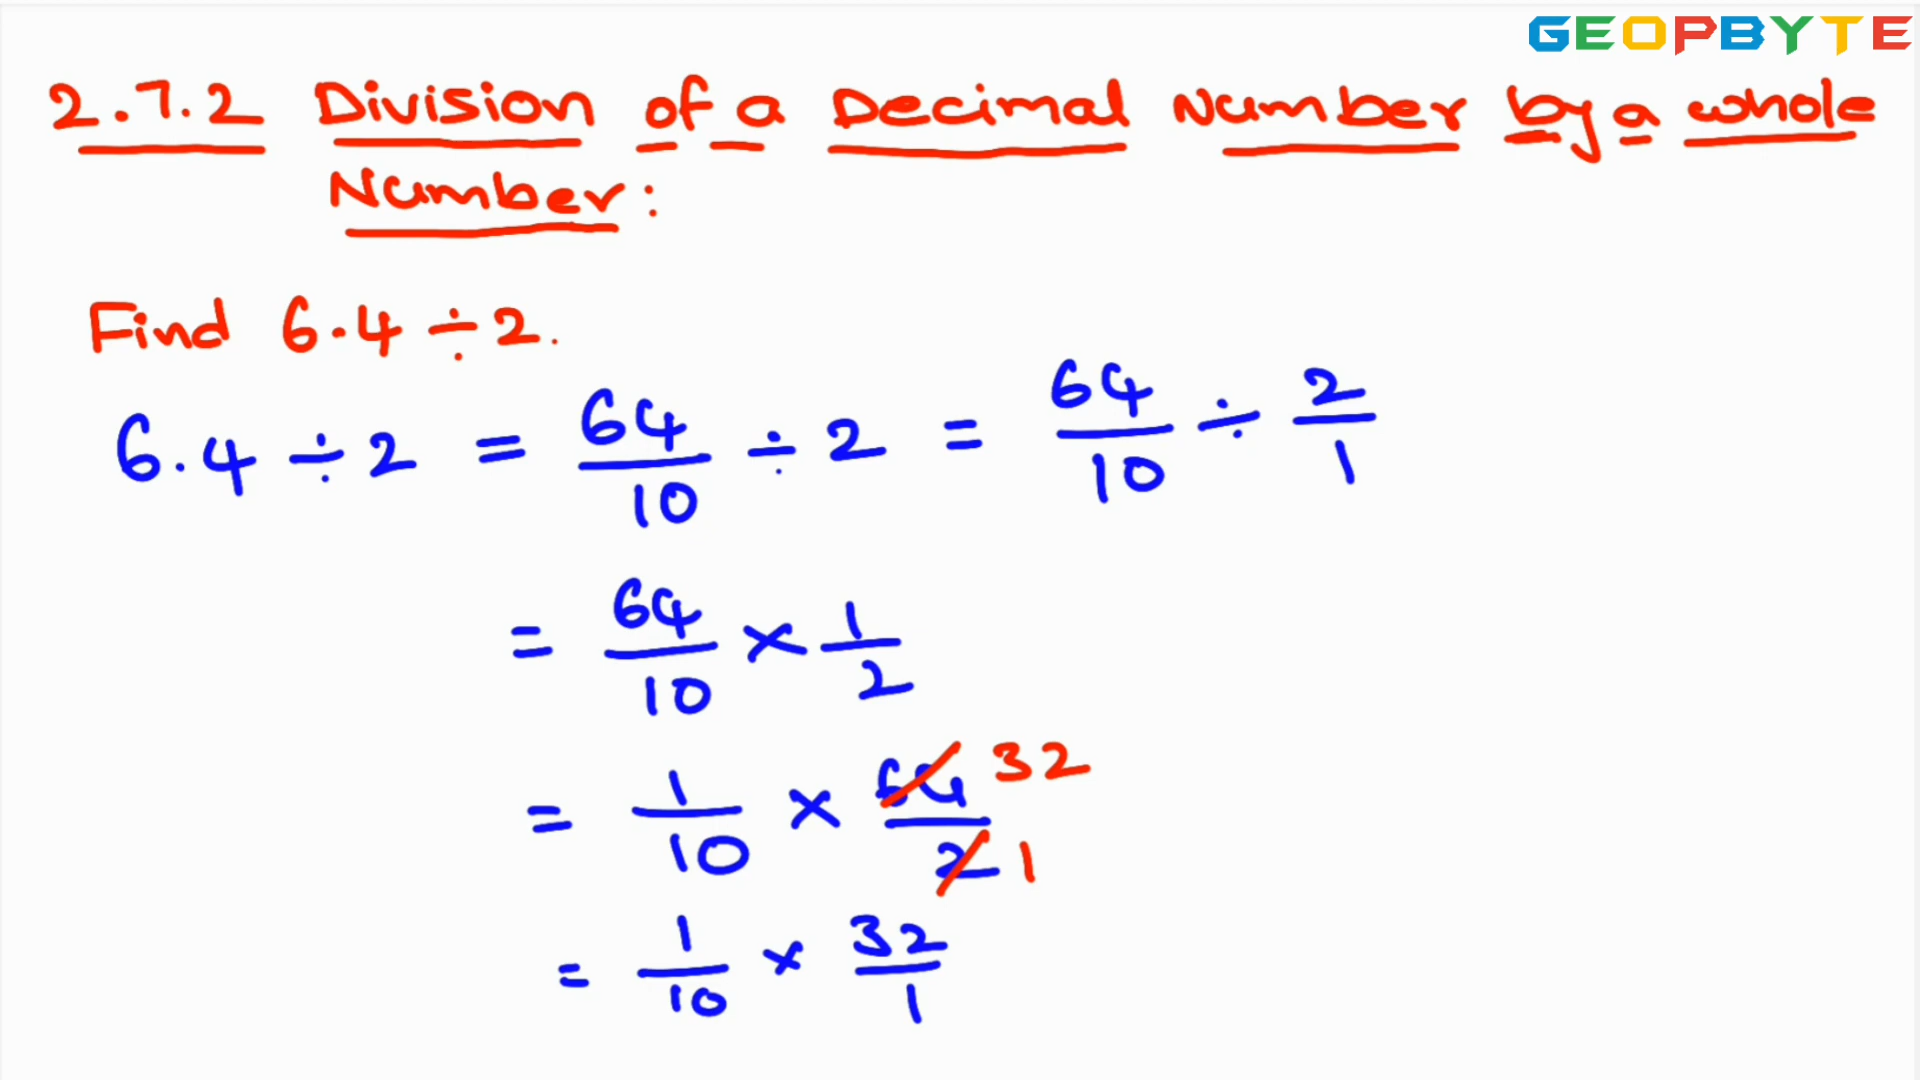 GEOPBYTE
2.7.2 Division of a Decimal Number by a whole
Number:
Find 6.4 ÷ 2.
6.4 ÷ 2 = 64/10 ÷ 2 = 64/10 ÷ 2/1
= 64/10 × 1/2
= 1/10 × 64/2 32 1
= 1/10 × 32/1